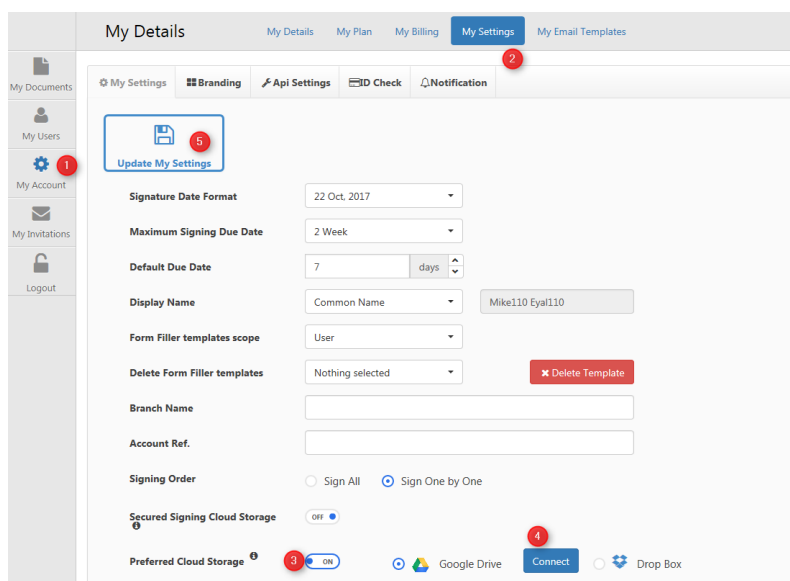 My Details
My Details My Plan My Billing My Settings My Email Templates
2
My Documents
My Users
1
My Account
My Invitations
Logout
My Settings Branding Api Settings ID Check Notification
5
Update My Settings
Signature Date Format 22 Oct, 2017
Maximum Signing Due Date 2 Week
Default Due Date 7 days
Display Name Common Name Mike110 Eyal110
Form Filler templates scope User
Delete Form Filler templates Nothing selected Delete Template
Branch Name
Account Ref.
Signing Order Sign All Sign One by One
Secured Signing Cloud Storage OFF
4
Preferred Cloud Storage 3 ON Google Drive Connect Drop Box